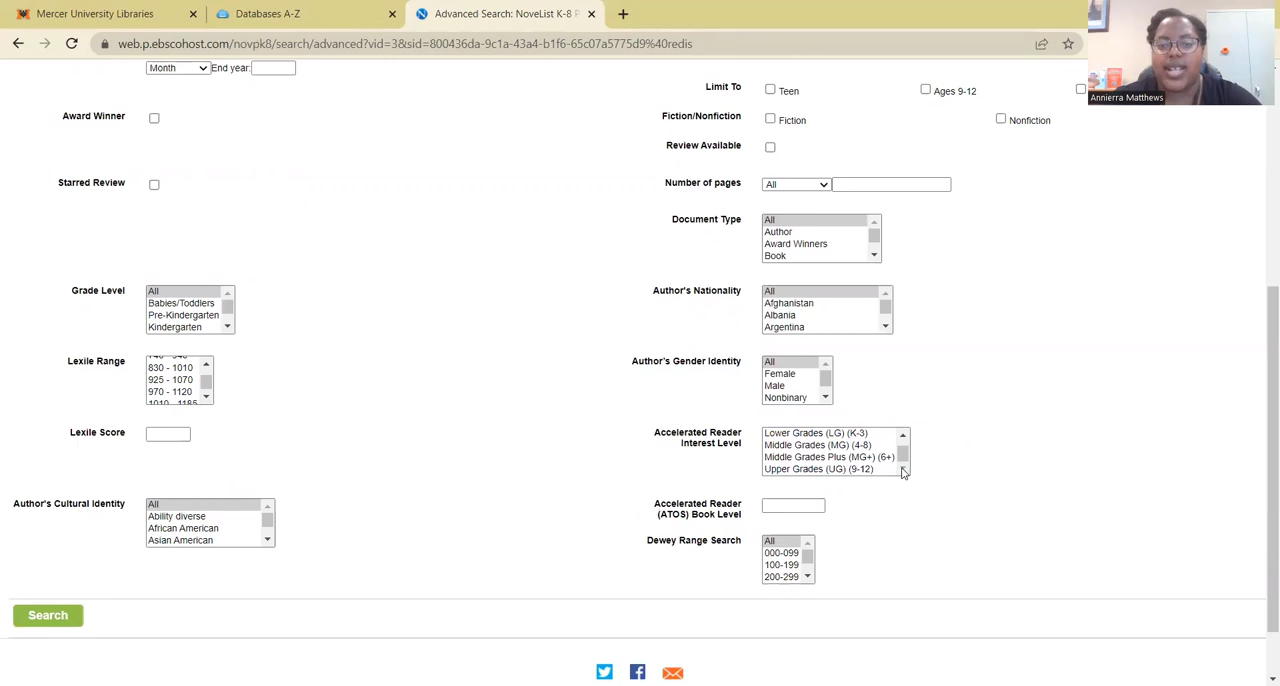 Mercer University Libraries
Databases A-Z
Advanced Search: NoveList K-8 P
web.p.ebscohost.com/novpk8/search/advanced?vid=3&sid=800436da-9c1a-43a4-b1f6-65c07a5775d9%40redis
Annierra Matthews
Month End year:
Limit To Teen Ages 9-12
Award Winner
Fiction/Nonfiction Fiction Nonfiction
Review Available
Starred Review
Number of pages All
Document Type All
Author
Award Winners
Book
Grade Level All
Babies/Toddlers
Pre-Kindergarten
Kindergarten
Author's Nationality All
Afghanistan
Albania
Argentina
Lexile Range
740 - 940
830 - 1010
925 - 1070
970 - 1120
1010 - 1185
Author's Gender Identity All
Female
Male
Nonbinary
Lexile Score
Accelerated Reader
Interest Level
Lower Grades (LG) (K-3)
Middle Grades (MG) (4-8)
Middle Grades Plus (MG+) (6+)
Upper Grades (UG) (9-12)
Author's Cultural Identity All
Ability diverse
African American
Asian American
Accelerated Reader
(ATOS) Book Level
Dewey Range Search All
000-099
100-199
200-299
Search